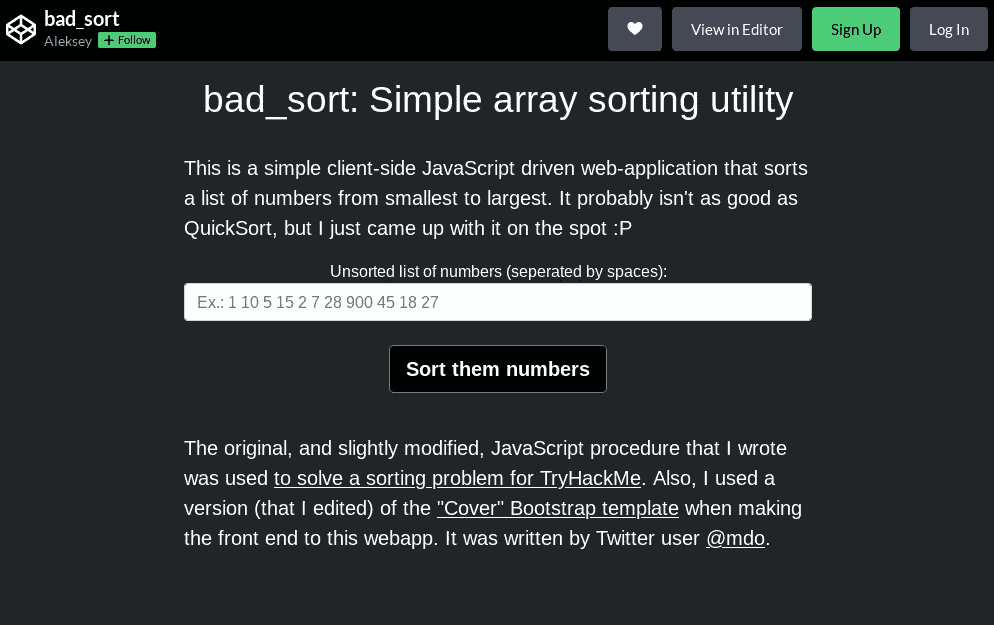 bad_sort
Aleksey + Follow
View in Editor
Sign Up
Log In
bad_sort: Simple array sorting utility
This is a simple client-side JavaScript driven web-application that sorts
a list of numbers from smallest to largest. It probably isn't as good as
QuickSort, but I just came up with it on the spot :P
Unsorted list of numbers (seperated by spaces):
Ex.: 1 10 5 15 2 7 28 900 45 18 27
Sort them numbers
The original, and slightly modified, JavaScript procedure that I wrote
was used to solve a sorting problem for TryHackMe. Also, I used a
version (that I edited) of the "Cover" Bootstrap template when making
the front end to this webapp. It was written by Twitter user @mdo.